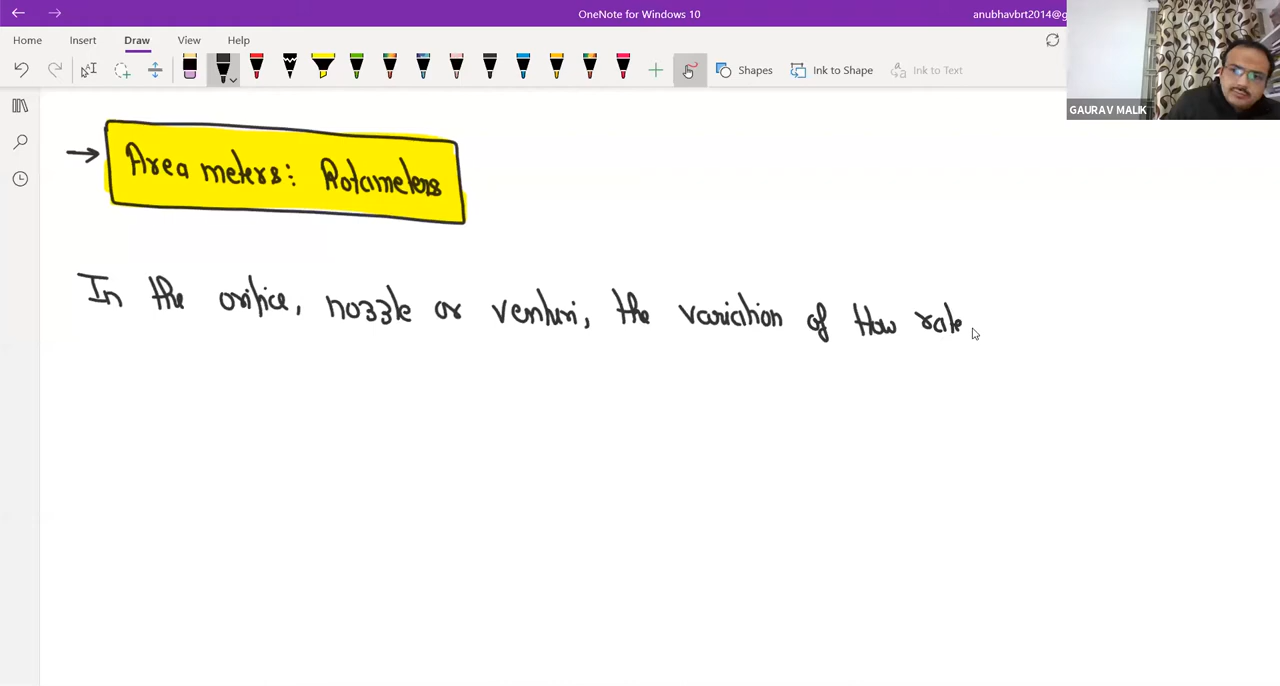 OneNote for Windows 10
anubhavbrt2014@g
Home Insert Draw View Help
Shapes Ink to Shape Ink to Text
GAURAV MALIK
Area meters: Rotameters
In the orifice, nozzle or venturi, the variation of flow rate